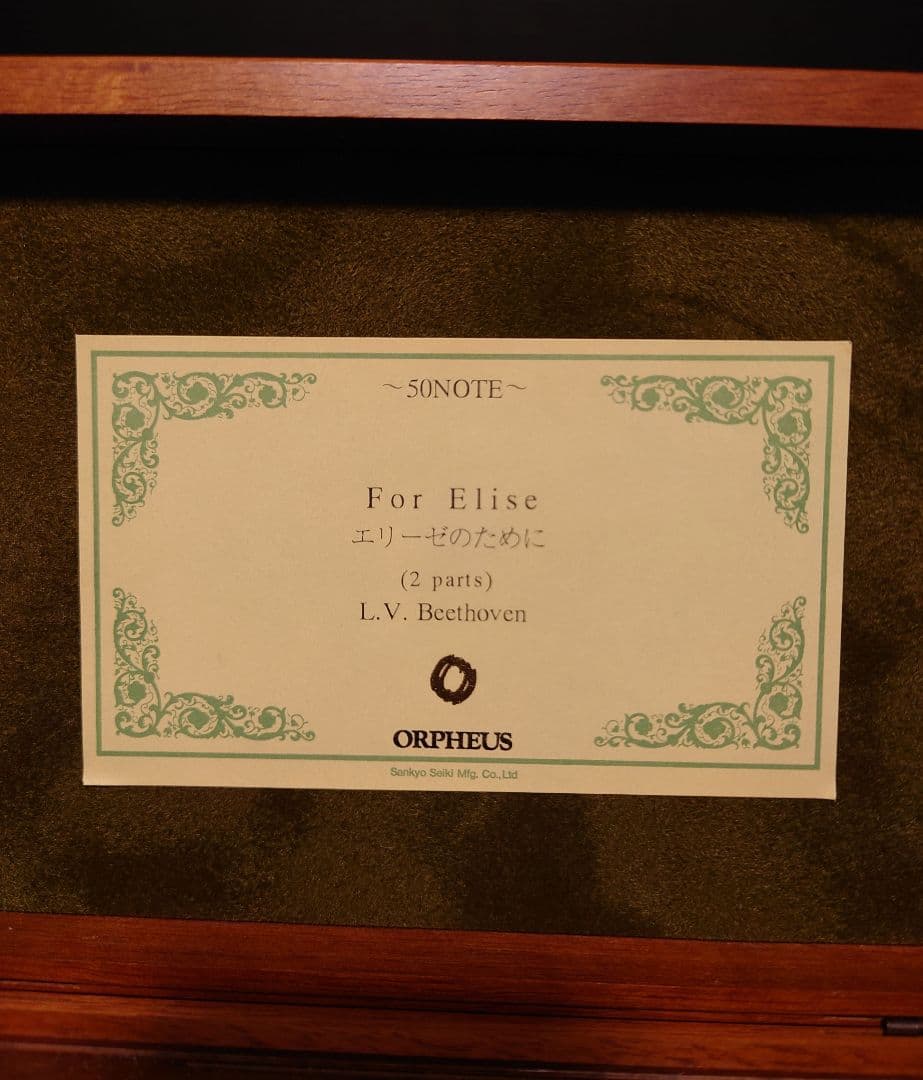 ～50NOTE～
For Elise
エリーゼのために
(2 parts)
L.V. Beethoven
ORPHEUS
Sankyo Seiki Mfg. Co.,Ltd